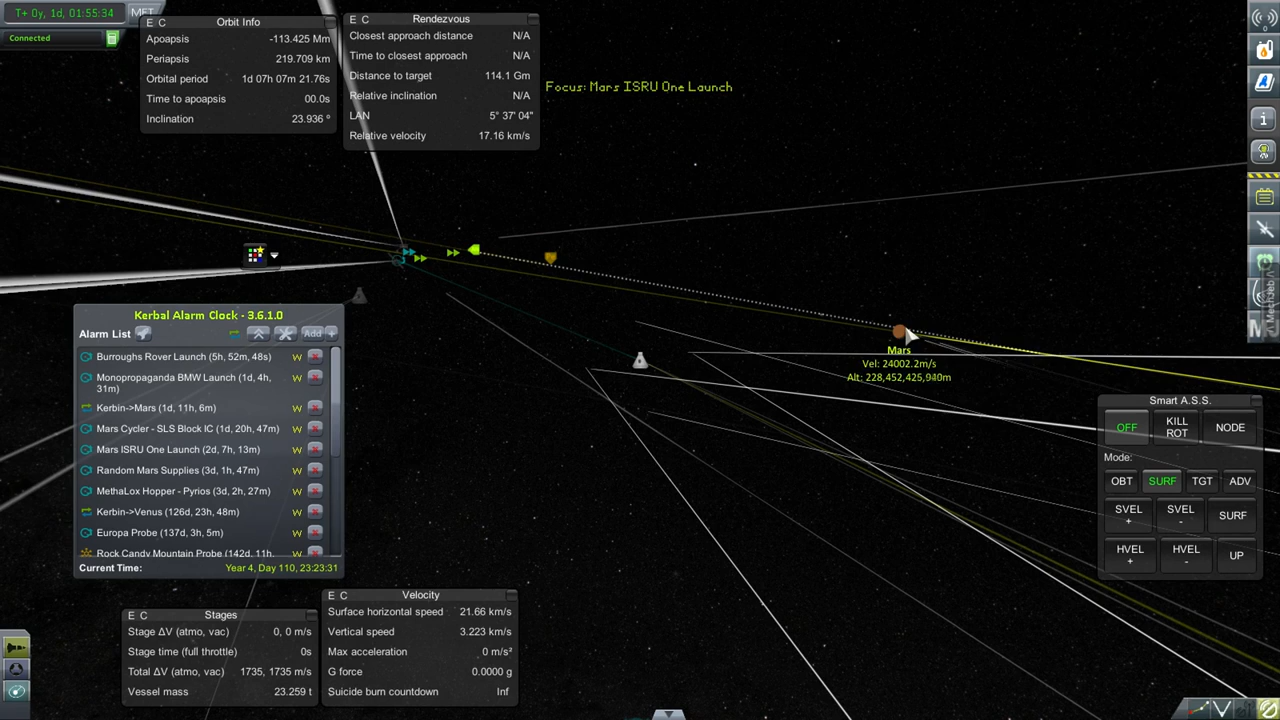 T+ 0y, 1d, 01:55:34
MET
Connected
E C Orbit Info
Apoapsis -113.425 Mm
Periapsis 219.709 km
Orbital period 1d 07h 07m 21.76s
Time to apoapsis 00.0s
Inclination 23.936 º
E C Rendezvous
Closest approach distance N/A
Time to closest approach N/A
Distance to target 114.1 Gm
Relative inclination N/A
LAN 5° 37' 04"
Relative velocity 17.16 km/s
Focus: Mars ISRU One Launch
Mars
Vel: 24002.2m/s
Alt: 228,452,425,940m
Kerbal Alarm Clock - 3.6.1.0
Alarm List Add +
Burroughs Rover Launch (5h, 52m, 48s) W
Monopropaganda BMW Launch (1d, 4h, W
31m)
Kerbin->Mars (1d, 11h, 6m) W
Mars Cycler - SLS Block IC (1d, 20h, 47m) W
Mars ISRU One Launch (2d, 7h, 13m) W
Random Mars Supplies (3d, 1h, 47m) W
MethaLox Hopper - Pyrios (3d, 2h, 27m) W
Kerbin->Venus (126d, 23h, 48m) W
Europa Probe (137d, 3h, 5m) W
Rock Candy Mountain Probe (142d, 11h, W
Current Time: Year 4, Day 110, 23:23:31
MechJeb
Smart A.S.S.
OFF KILL ROT NODE
Mode:
OBT SURF TGT ADV
SVEL + SVEL - SURF
HVEL + HVEL - UP
E C Stages
Stage ΔV (atmo, vac) 0, 0 m/s
Stage time (full throttle) 0s
Total ΔV (atmo, vac) 1735, 1735 m/s
Vessel mass 23.259 t
E C Velocity
Surface horizontal speed 21.66 km/s
Vertical speed 3.223 km/s
Max acceleration 0 m/s²
G force 0.0000 g
Suicide burn countdown Inf